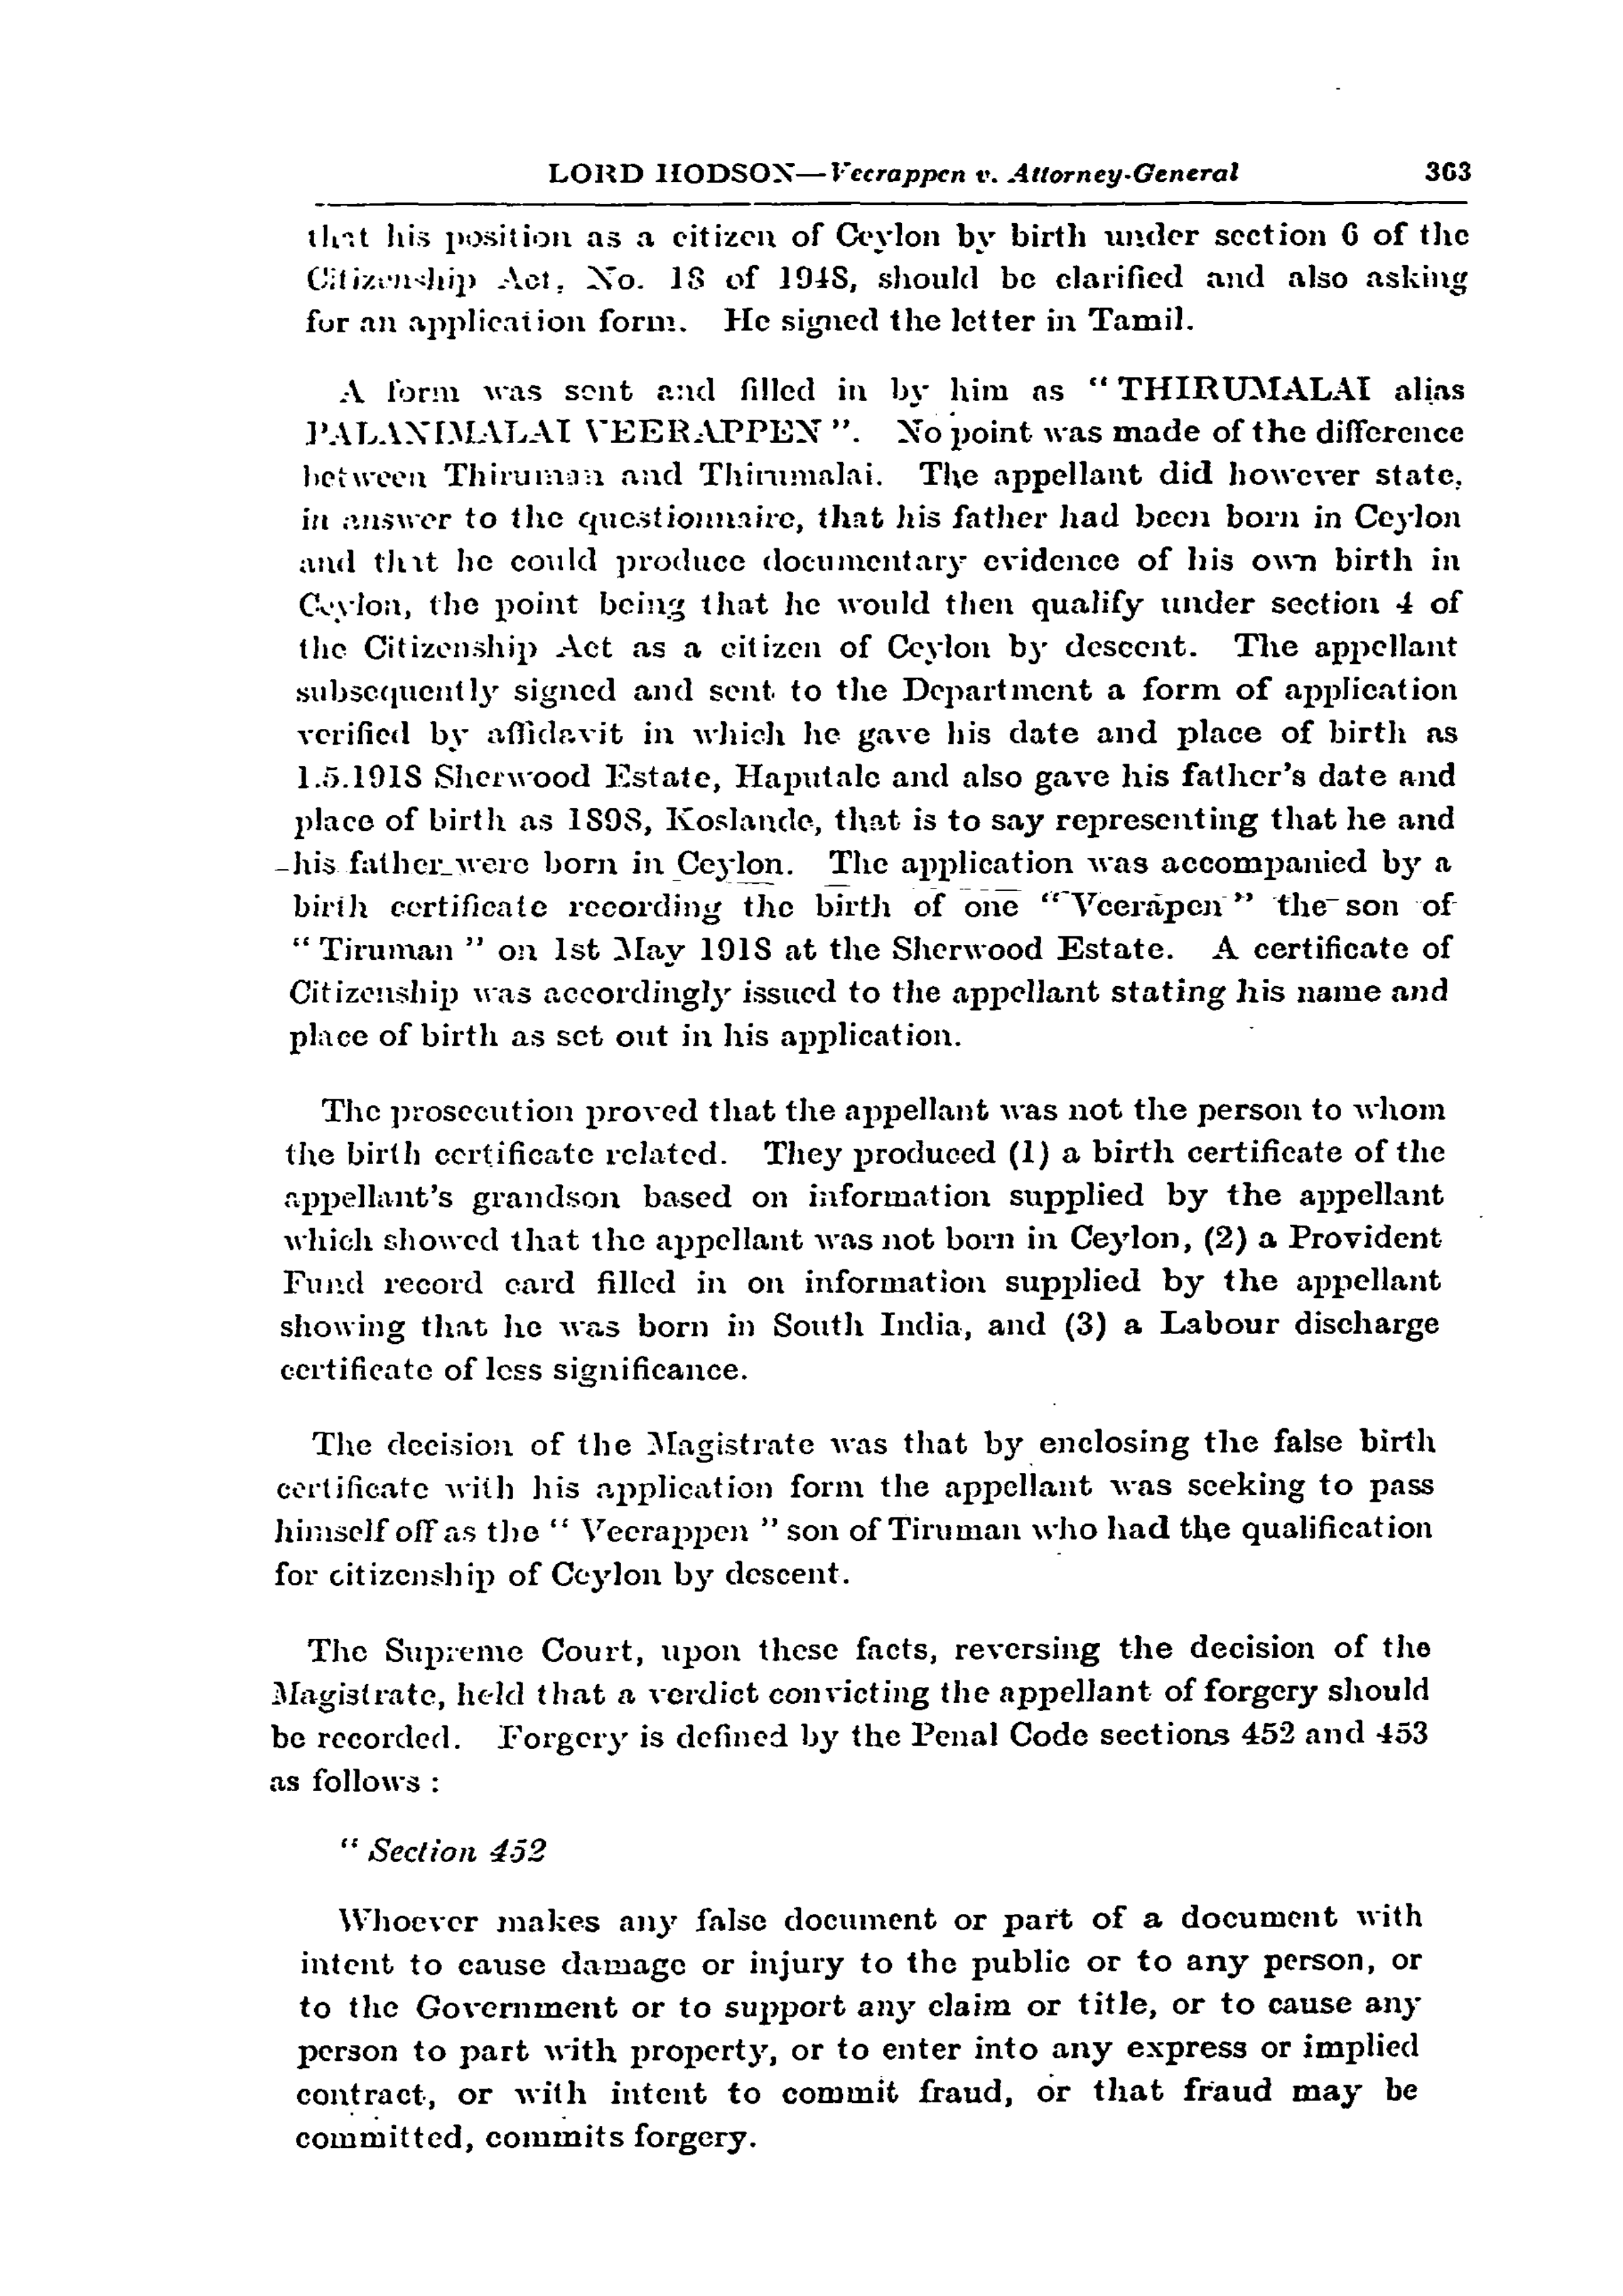 LORD HODSON—Veerappen v. Attorney-General 363
that his position as a citizen of Ceylon by birth under section 6 of the
Citizenship Act, No. 18 of 1948, should be clarified and also asking
for an application form. He signed the letter in Tamil.
A form was sent and filled in by him as “ THIRUMALAI alias
PALANIMALAI VEERAPPEN ”. No point was made of the difference
between Thiruman and Thirumalai. The appellant did however state,
in answer to the questionnaire, that his father had been born in Ceylon
and that he could produce documentary evidence of his own birth in
Ceylon, the point being that he would then qualify under section 4 of
the Citizenship Act as a citizen of Ceylon by descent. The appellant
subsequently signed and sent to the Department a form of application
verified by affidavit in which he gave his date and place of birth as
1.5.1918 Sherwood Estate, Haputale and also gave his father’s date and
place of birth as 1898, Koslande, that is to say representing that he and
his father were born in Ceylon. The application was accompanied by a
birth certificate recording the birth of one “ Veerāpen ” the son of
“ Tiruman ” on 1st May 1918 at the Sherwood Estate. A certificate of
Citizenship was accordingly issued to the appellant stating his name and
place of birth as set out in his application.
The prosecution proved that the appellant was not the person to whom
the birth certificate related. They produced (1) a birth certificate of the
appellant’s grandson based on information supplied by the appellant
which showed that the appellant was not born in Ceylon, (2) a Provident
Fund record card filled in on information supplied by the appellant
showing that he was born in South India, and (3) a Labour discharge
certificate of less significance.
The decision of the Magistrate was that by enclosing the false birth
certificate with his application form the appellant was seeking to pass
himself off as the “ Veerappen ” son of Tiruman who had the qualification
for citizenship of Ceylon by descent.
The Supreme Court, upon these facts, reversing the decision of the
Magistrate, held that a verdict convicting the appellant of forgery should
be recorded. Forgery is defined by the Penal Code sections 452 and 453
as follows :
“ Section 452
Whoever makes any false document or part of a document with
intent to cause damage or injury to the public or to any person, or
to the Government or to support any claim or title, or to cause any
person to part with property, or to enter into any express or implied
contract, or with intent to commit fraud, or that fraud may be
committed, commits forgery.